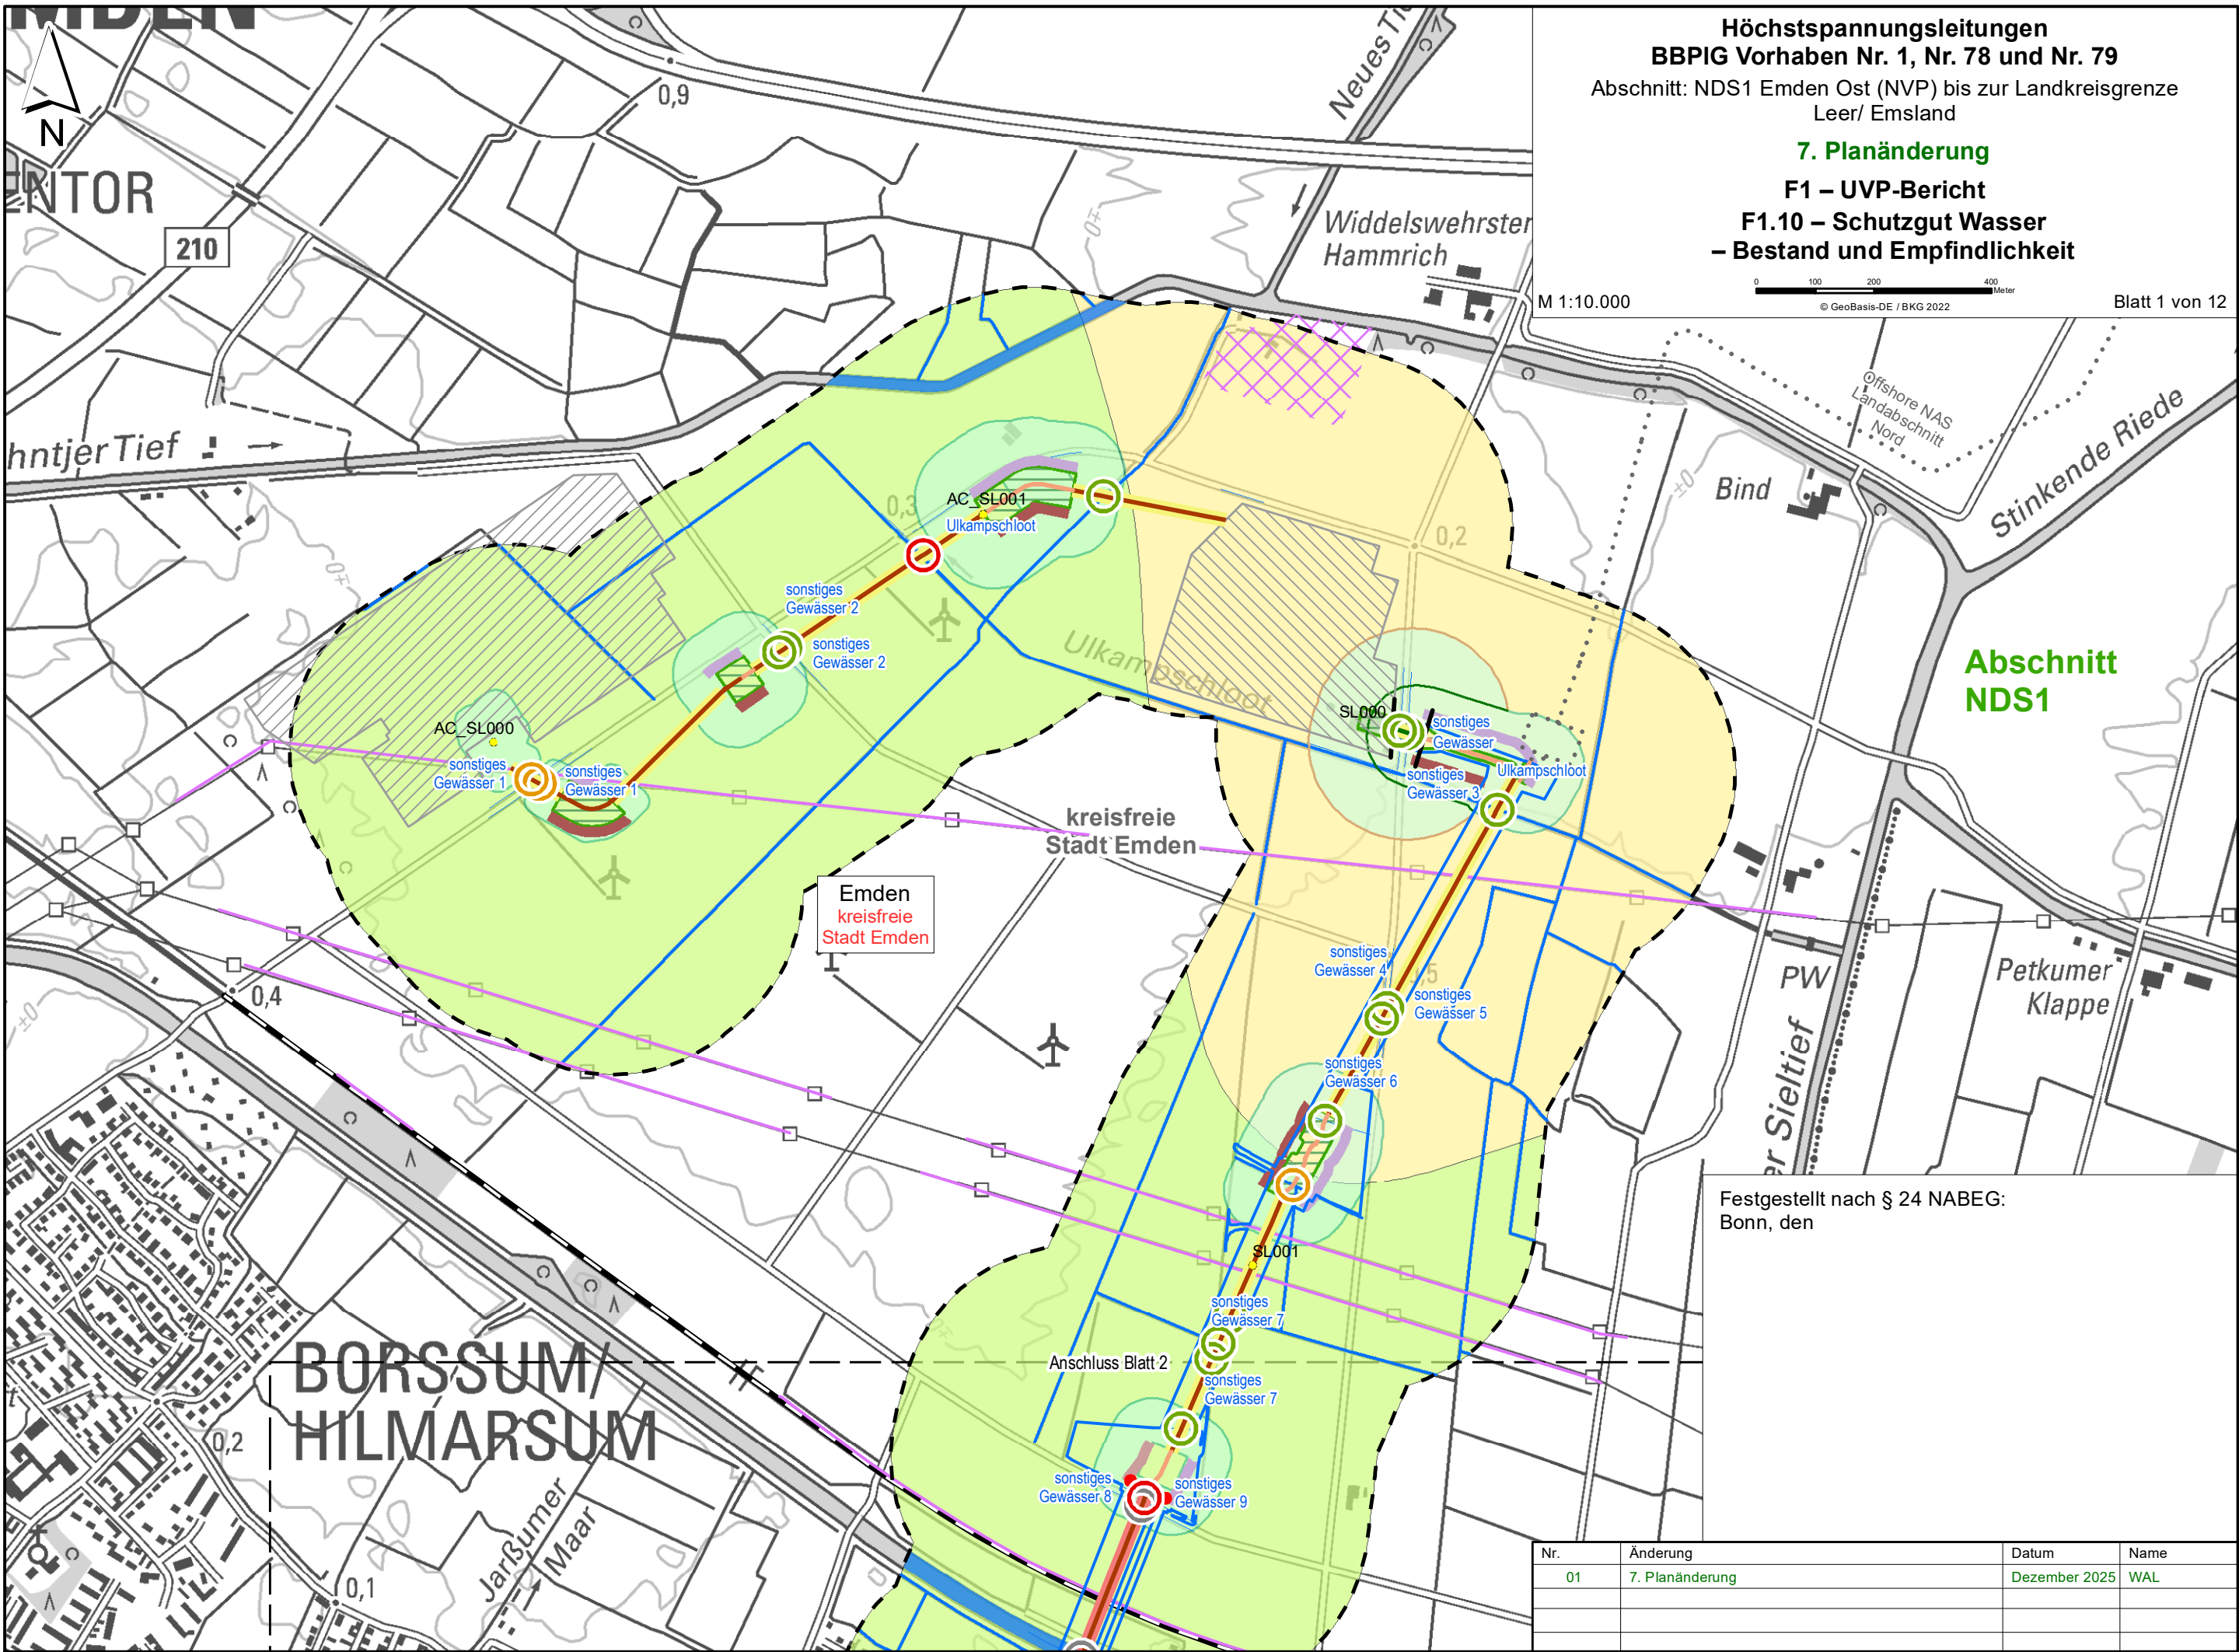 MDEN
N
ENTOR
210
0,9
Neues
Widdelswehrster
Hammrich
Höchstspannungsleitungen
BBPlG Vorhaben Nr. 1, Nr. 78 und Nr. 79
Abschnitt: NDS1 Emden Ost (NVP) bis zur Landkreisgrenze
Leer/ Emsland
7. Planänderung
F1 – UVP-Bericht
F1.10 – Schutzgut Wasser
– Bestand und Empfindlichkeit
0 100 200 400
Meter
M 1:10.000
© GeoBasis-DE / BKG 2022
Blatt 1 von 12
hntjer Tief
0,3
AC_SL001
Ulkampschloot
0,2
Offshore NAS
Landabschnitt
Nord
Stinkende Riede
Bind
±0
sonstiges
Gewässer 2
sonstiges
Gewässer 2
Ulkampschloot
Abschnitt
NDS1
AC_SL000
sonstiges
Gewässer 1
sonstiges
Gewässer 1
SL000
sonstiges
Gewässer
Ulkampschloot
sonstiges
Gewässer 3
kreisfreie
Stadt Emden
Emden
kreisfreie
Stadt Emden
0,4
±0
sonstiges
Gewässer 4
sonstiges
Gewässer 5
PW
Petkumer
Klappe
er Sieltief
sonstiges
Gewässer 6
SL001
sonstiges
Gewässer 7
Anschluss Blatt 2
sonstiges
Gewässer 7
Festgestellt nach § 24 NABEG:
Bonn, den
BORSSUM/
HILMARSUM
0,2
sonstiges
Gewässer 8
sonstiges
Gewässer 9
Jarßumer
Maar
0,1
Nr. Änderung Datum Name
01 7. Planänderung Dezember 2025 WAL